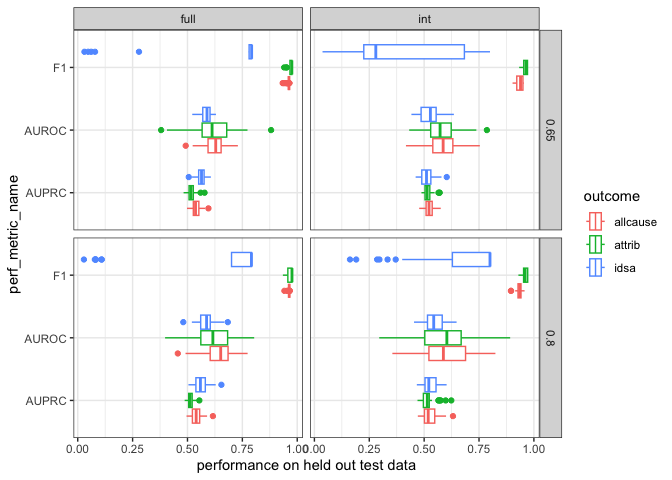 full
int
F1
AUROC
AUPRC
0.65
F1
AUROC
AUPRC
0.8
perf_metric_name
0.00
0.25
0.50
0.75
1.00
0.00
0.25
0.50
0.75
1.00
performance on held out test data
outcome
allcause
attrib
idsa